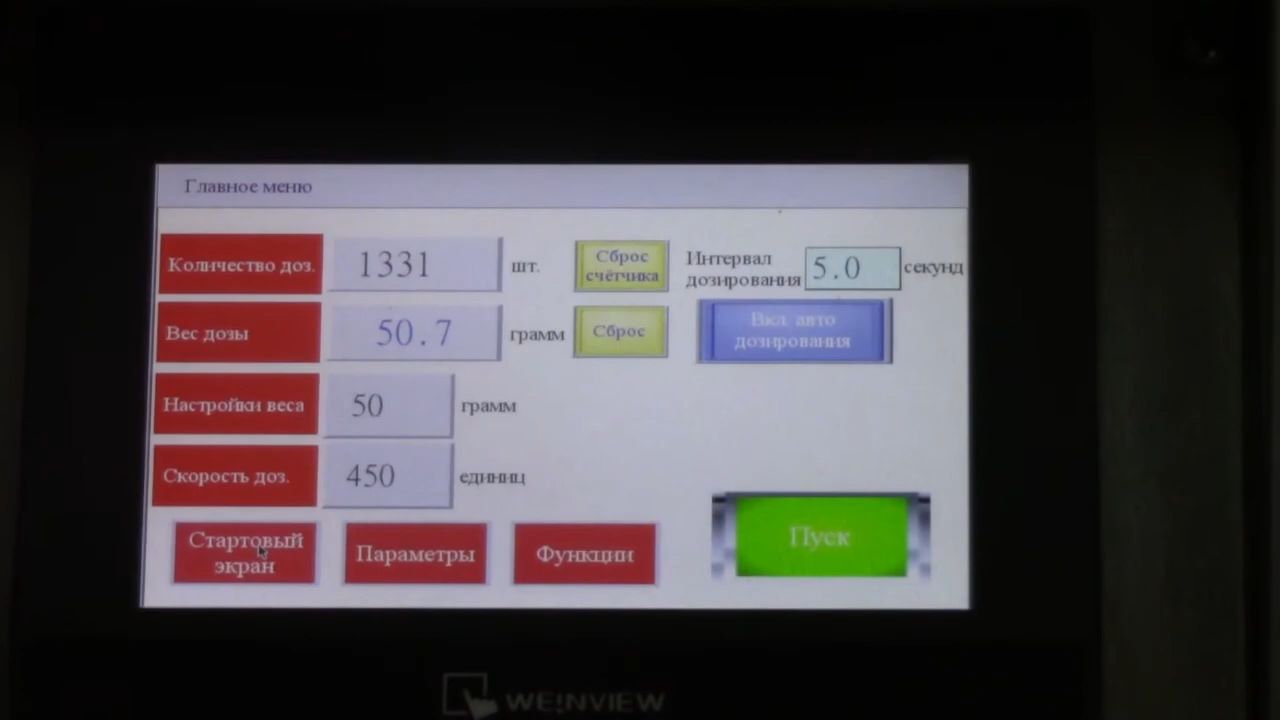 Главное меню
Количество доз. 1331 шт. Сброс счётчика Интервал дозирования 5.0 секунд
Вес дозы 50.7 грамм Сброс Вкл. авто дозирования
Настройки веса 50 грамм
Скорость доз. 450 единиц
Стартовый экран Параметры Функции Пуск
WE!NVIEW